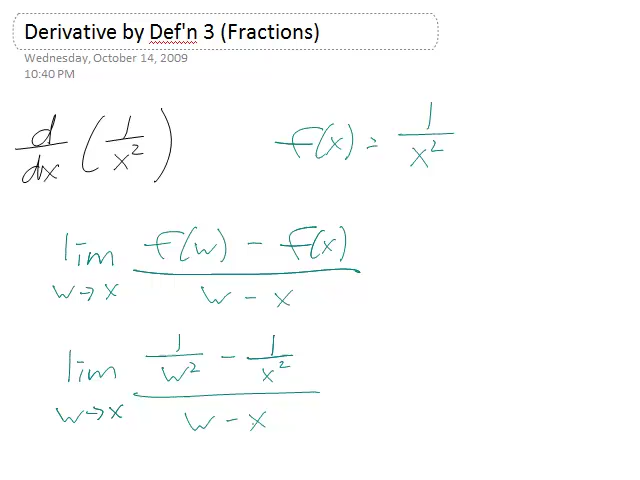 Derivative by Def'n 3 (Fractions)
Wednesday, October 14, 2009
10:40 PM
d/dx (1/x²) f(x) = 1/x²
lim w→x (f(w) - f(x))/(w - x)
lim w→x (1/w² - 1/x²)/(w - x)